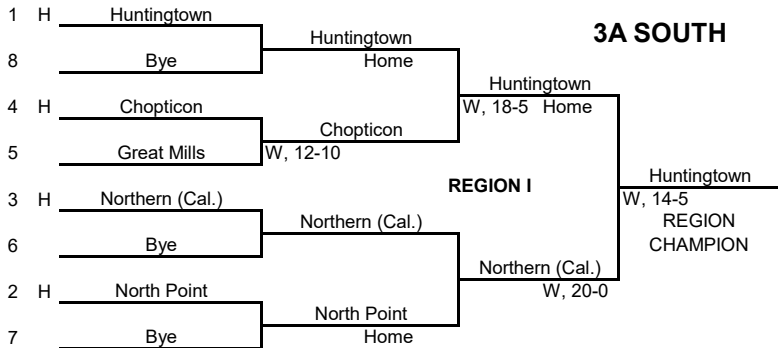 3A SOUTH
1 H Huntingtown
Huntingtown
8 Bye
Home
Huntingtown
W, 18-5 Home
4 H Chopticon
Chopticon
5 Great Mills
W, 12-10
REGION I
Huntingtown
W, 14-5
REGION
CHAMPION
3 H Northern (Cal.)
Northern (Cal.)
6 Bye
Northern (Cal.)
W, 20-0
2 H North Point
North Point
7 Bye
Home